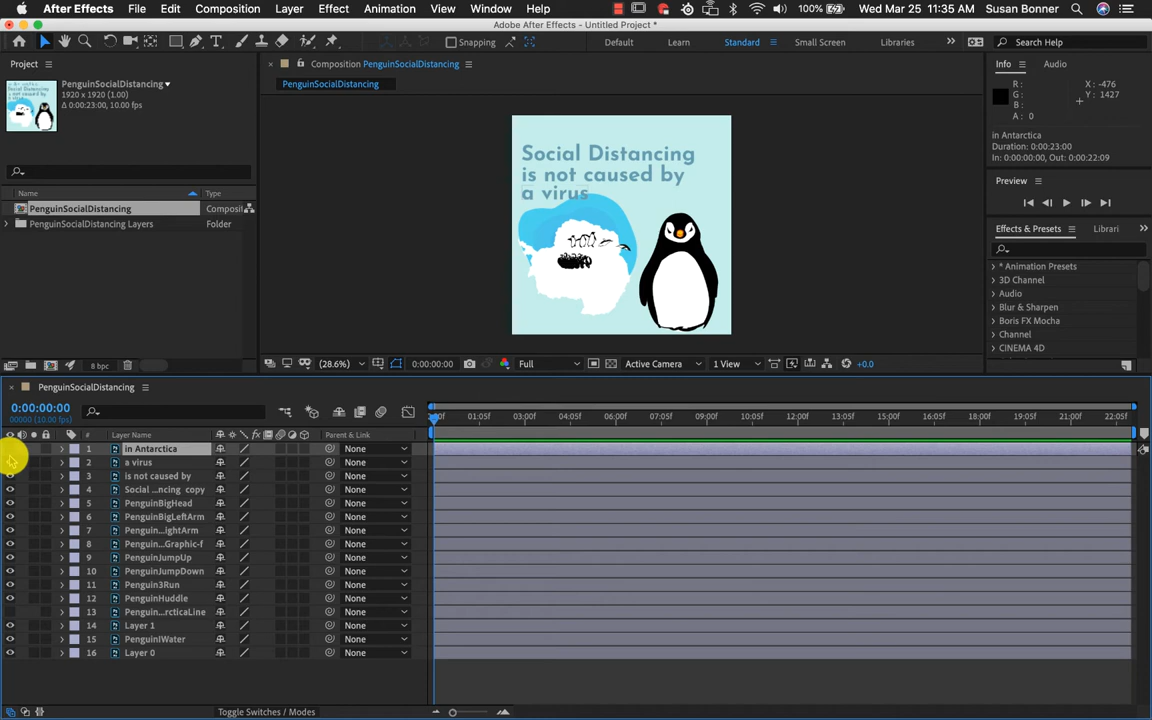 After Effects File Edit Composition Layer Effect Animation View Window Help 100% Wed Mar 25 11:35 AM Susan Bonner
Adobe After Effects - Untitled Project *
Snapping Default Learn Standard Small Screen Libraries Search Help
Project
PenguinSocialDistancing
1920 x 1920 (1.00)
Δ 0:00:23:00, 10.00 fps
Name Type
PenguinSocialDistancing Composition
PenguinSocialDistancing Layers Folder
8 bpc
Composition PenguinSocialDistancing
PenguinSocialDistancing
Social Distancing
is not caused by
a virus
(28.6%) 0:00:00:00 Full Active Camera 1 View +0.0
Info Audio
R :
G :
B :
A : 0
X : -476
Y : 1427
in Antarctica
Duration: 0:00:23:00
In: 0:00:00:00, Out: 0:00:22:09
Preview
Effects & Presets Librari
* Animation Presets
3D Channel
Audio
Blur & Sharpen
Boris FX Mocha
Channel
CINEMA 4D
PenguinSocialDistancing
0:00:00:00
00000 (10.00 fps)
:00f 01:05f 03:00f 04:05f 06:00f 07:05f 09:00f 10:05f 12:00f 13:05f 15:00f 16:05f 18:00f 19:05f 21:00f 22:05f
# Layer Name Parent & Link
1 in Antarctica None
2 a virus None
3 is not caused by None
4 Social ...ncing copy None
5 PenguinBigHead None
6 PenguinBigLeftArm None
7 Penguin...ightArm None
8 Penguin...Graphic-f None
9 PenguinJumpUp None
10 PenguinJumpDown None
11 Penguin3Run None
12 PenguinHuddle None
13 Penguin...rcticaLine None
14 Layer 1 None
15 PenguinIWater None
16 Layer 0 None
Toggle Switches / Modes